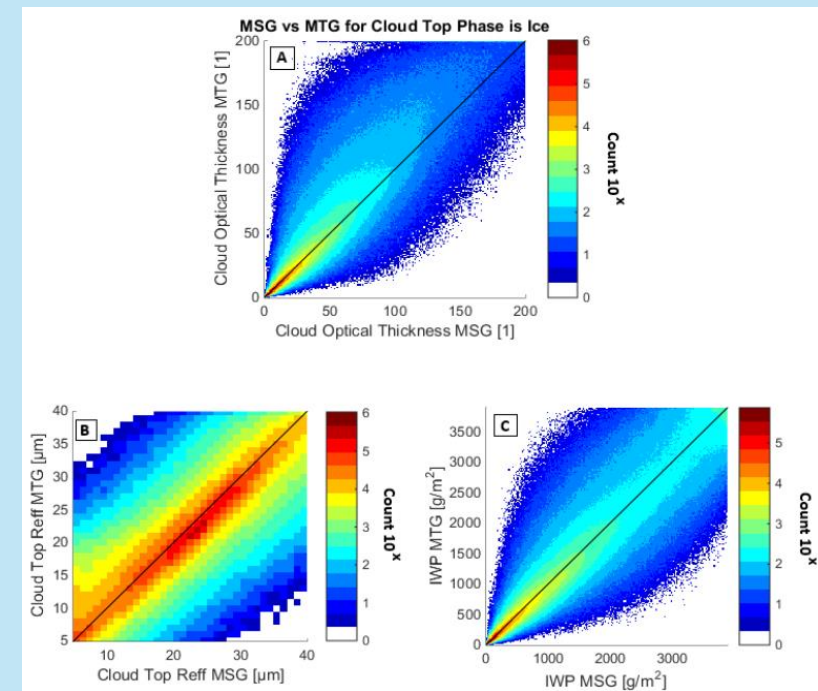 MSG vs MTG for Cloud Top Phase is Ice
A
Cloud Optical Thickness MTG [1]
200
150
100
50
0
0 50 100 150 200
Cloud Optical Thickness MSG [1]
6
5
4
3
2
1
0
Count 10^x
B
Cloud Top Reff MTG [µm]
40
35
30
25
20
15
10
5
10 20 30 40
Cloud Top Reff MSG [µm]
6
5
4
3
2
1
0
Count 10^x
C
IWP MTG [g/m²]
3500
3000
2500
2000
1500
1000
500
0
0 1000 2000 3000
IWP MSG [g/m²]
5
4
3
2
1
0
Count 10^x